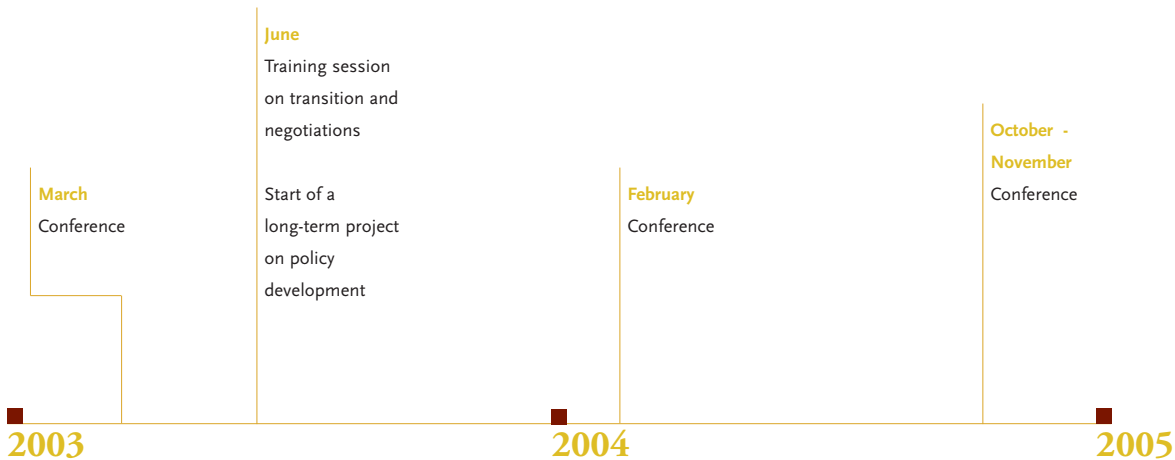 March
Conference
June
Training session
on transition and
negotiations
Start of a
long-term project
on policy
development
February
Conference
October -
November
Conference
2003
2004
2005